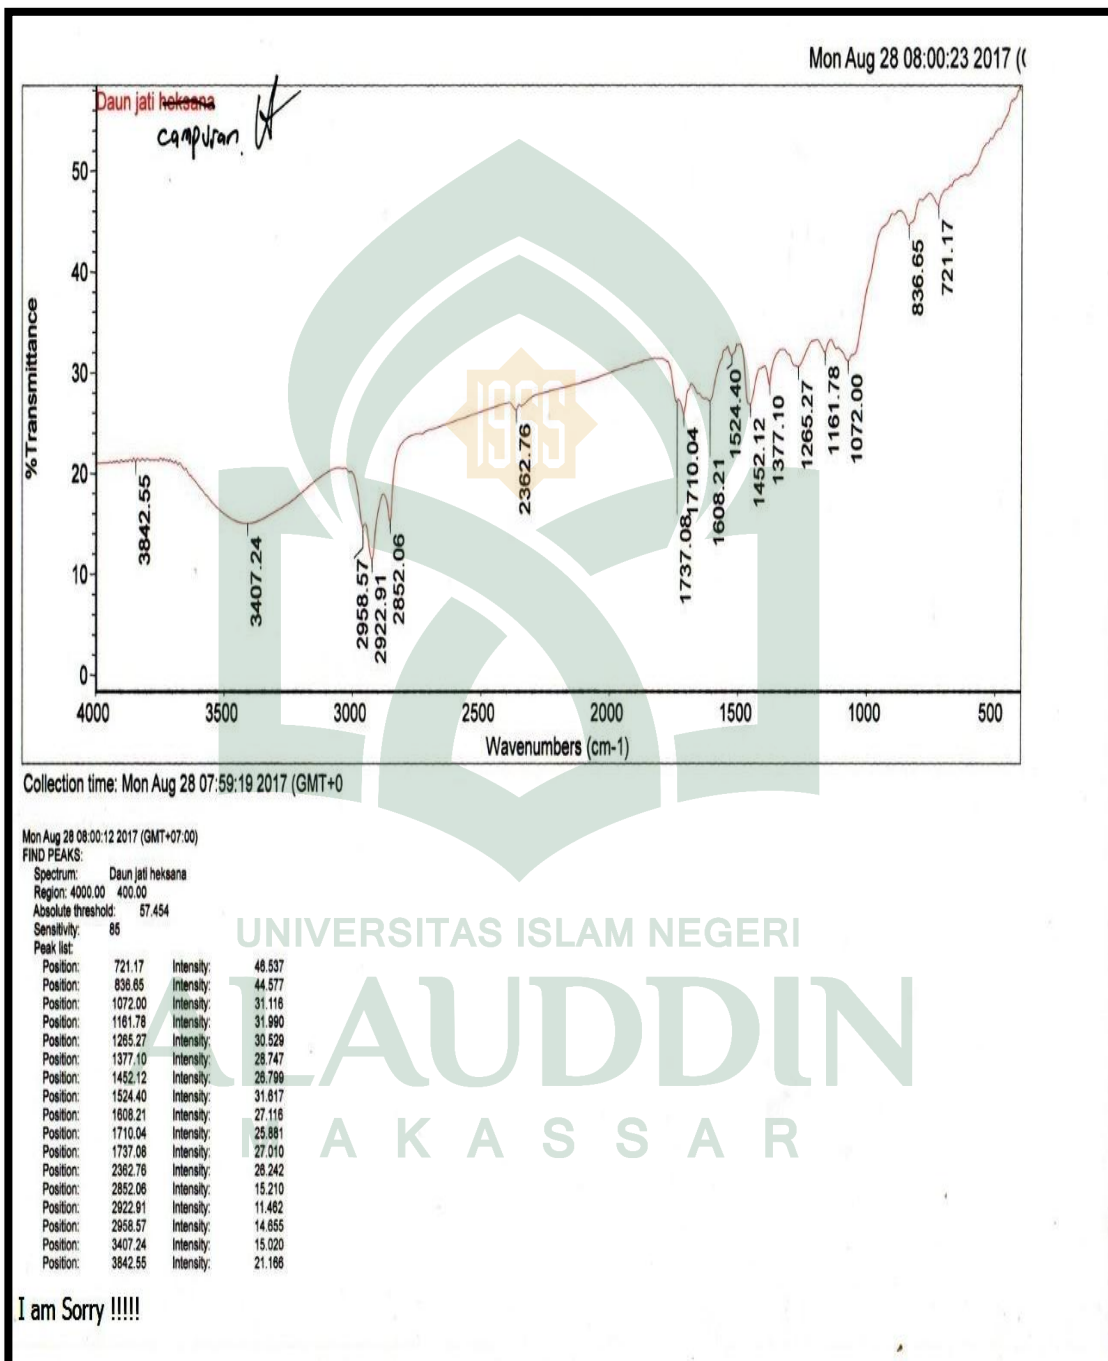 Mon Aug 28 08:00:23 2017 (
Daun jati heksana
campuran.
%Transmittance
50
40
30
20
10
0
3842.55
3407.24
2958.57
2922.91
2852.06
2362.76
1737.08
1710.04
1608.21
1524.40
1452.12
1377.10
1265.27
1161.78
1072.00
836.65
721.17
1965
4000 3500 3000 2500 2000 1500 1000 500
Wavenumbers (cm-1)
Collection time: Mon Aug 28 07:59:19 2017 (GMT+0
Mon Aug 28 08:00:12 2017 (GMT+07:00)
FIND PEAKS:
Spectrum: Daun jati heksana
Region: 4000.00 400.00
Absolute threshold: 57.454
Sensitivity: 85
Peak list:
Position: 721.17 Intensity: 46.537
Position: 836.65 Intensity: 44.577
Position: 1072.00 Intensity: 31.116
Position: 1161.78 Intensity: 31.990
Position: 1265.27 Intensity: 30.529
Position: 1377.10 Intensity: 28.747
Position: 1452.12 Intensity: 26.799
Position: 1524.40 Intensity: 31.617
Position: 1608.21 Intensity: 27.116
Position: 1710.04 Intensity: 25.881
Position: 1737.08 Intensity: 27.010
Position: 2362.76 Intensity: 26.242
Position: 2852.06 Intensity: 15.210
Position: 2922.91 Intensity: 11.462
Position: 2958.57 Intensity: 14.655
Position: 3407.24 Intensity: 15.020
Position: 3842.55 Intensity: 21.166
UNIVERSITAS ISLAM NEGERI
ALAUDDIN
MAKASSAR
I am Sorry !!!!!